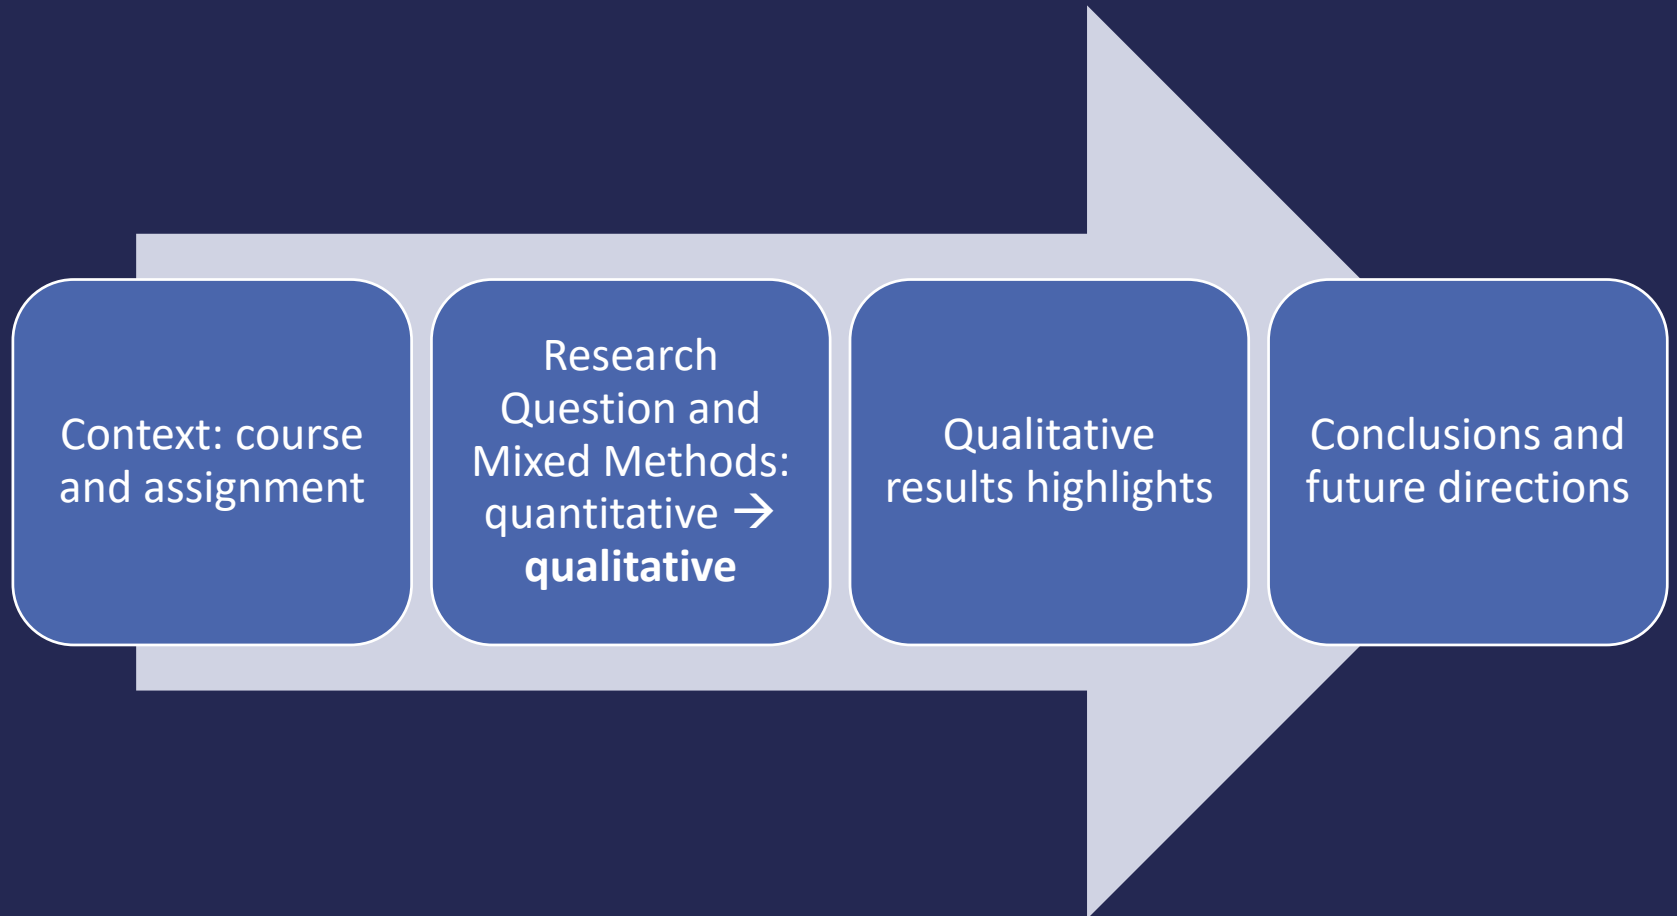 Context: course
and assignment
Research
Question and
Mixed Methods:
quantitative →
qualitative
Qualitative
results highlights
Conclusions and
future directions